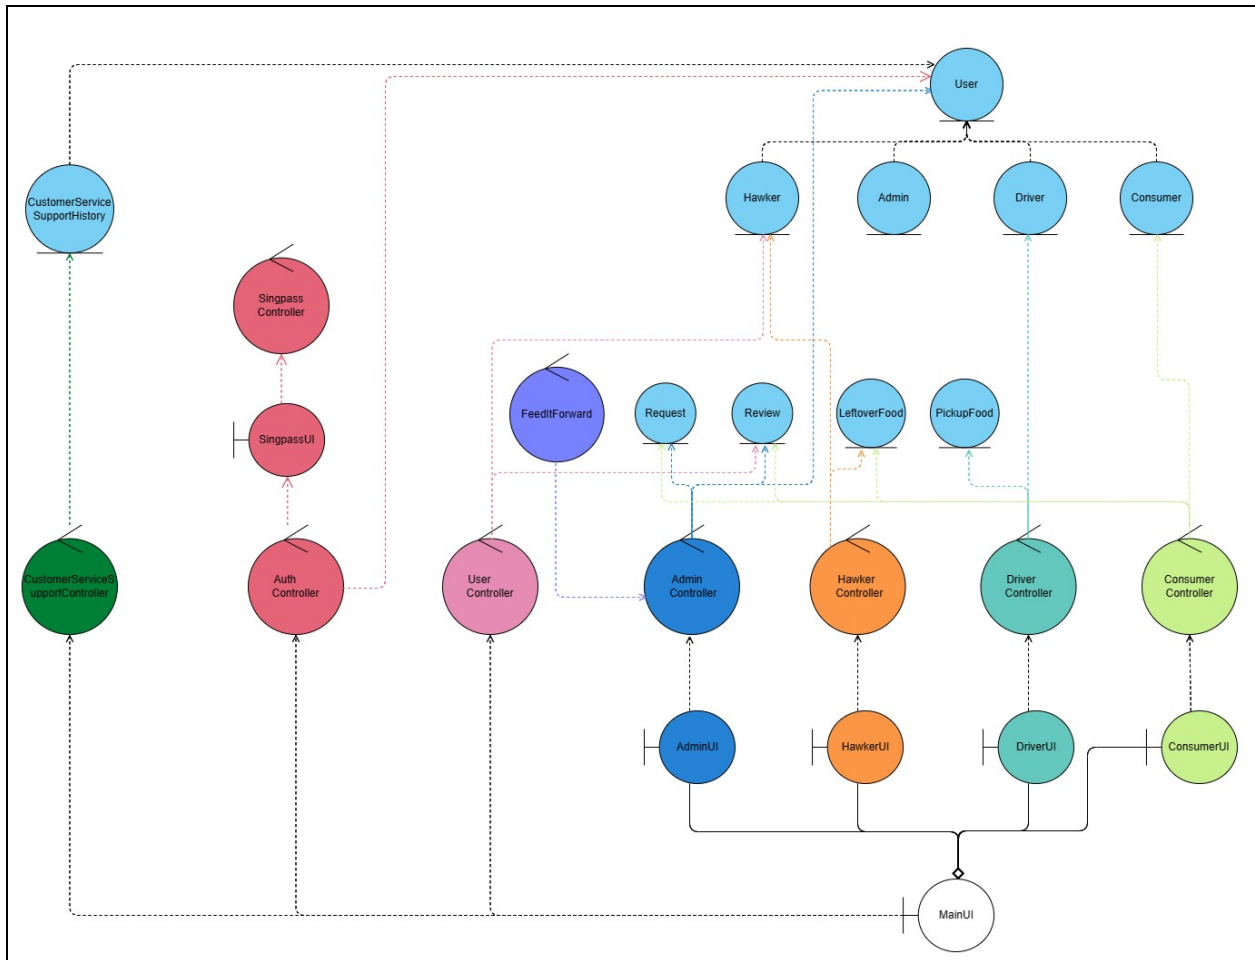 User
CustomerService
SupportHistory
Hawker
Admin
Driver
Consumer
Singpass
Controller
FeedItForward
Request
Review
LeftoverFood
PickupFood
SingpassUI
CustomerServiceS
upportController
Auth
Controller
User
Controller
Admin
Controller
Hawker
Controller
Driver
Controller
Consumer
Controller
AdminUI
HawkerUI
DriverUI
ConsumerUI
MainUI